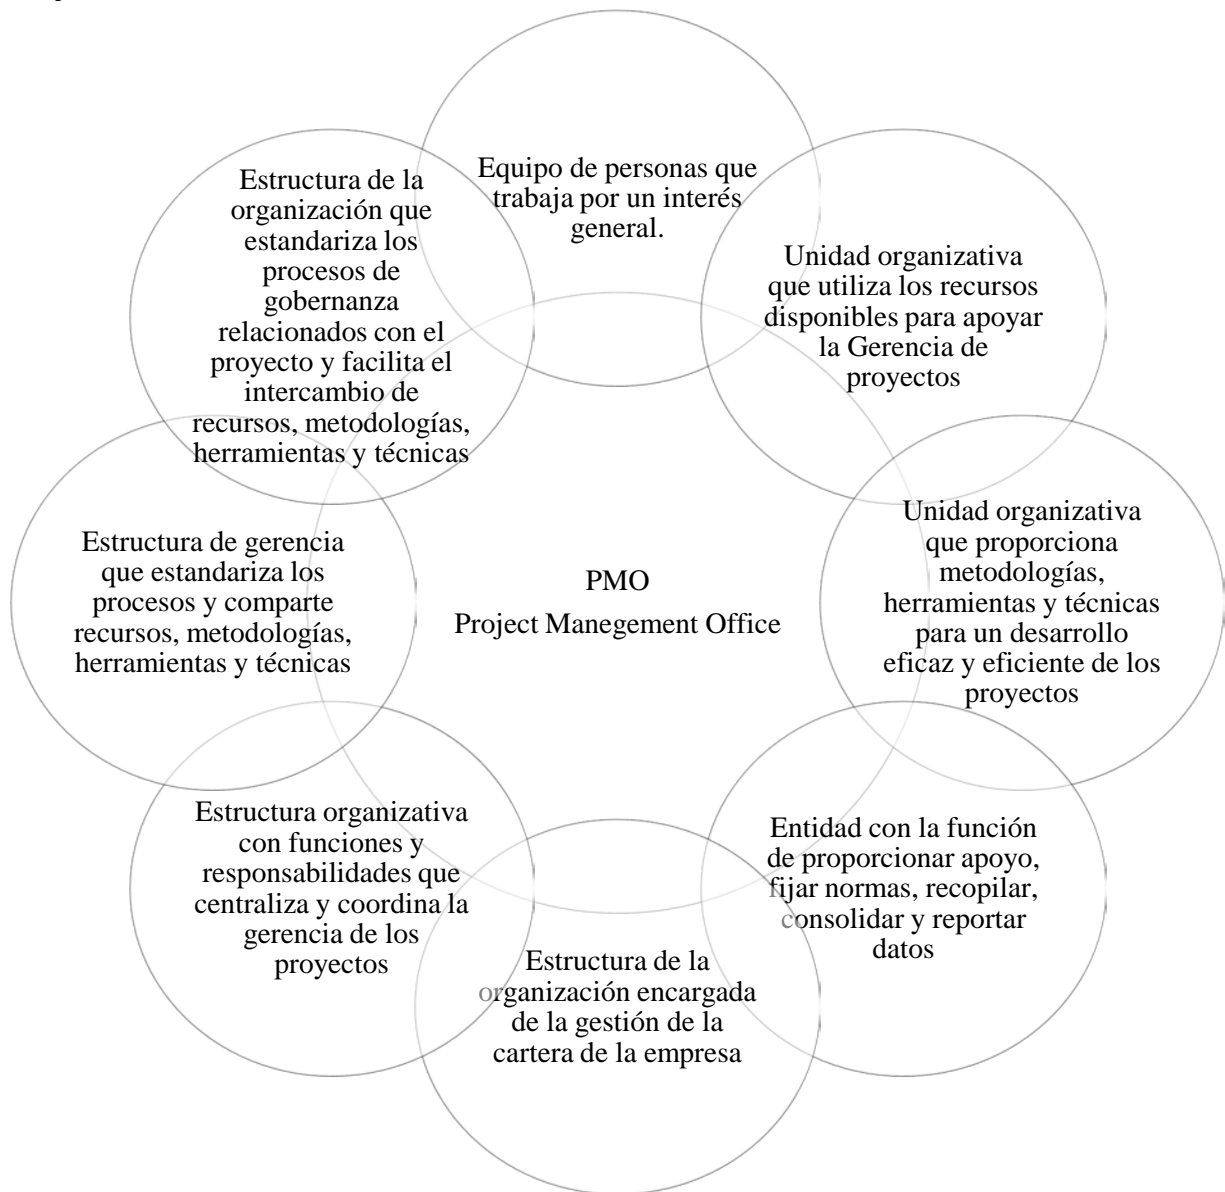 Equipo de personas que
trabaja por un interés
general.
Unidad organizativa
que utiliza los recursos
disponibles para apoyar
la Gerencia de
proyectos
Unidad organizativa
que proporciona
metodologías,
herramientas y técnicas
para un desarrollo
eficaz y eficiente de los
proyectos
Entidad con la función
de proporcionar apoyo,
fijar normas, recopilar,
consolidar y reportar
datos
Estructura de la
organización encargada
de la gestión de la
cartera de la empresa
Estructura organizativa
con funciones y
responsabilidades que
centraliza y coordina la
gerencia de los
proyectos
Estructura de gerencia
que estandariza los
procesos y comparte
recursos, metodologías,
herramientas y técnicas
Estructura de la
organización que
estandariza los
procesos de
gobernanza
relacionados con el
proyecto y facilita el
intercambio de
recursos, metodologías,
herramientas y técnicas
PMO
Project Manegement Office